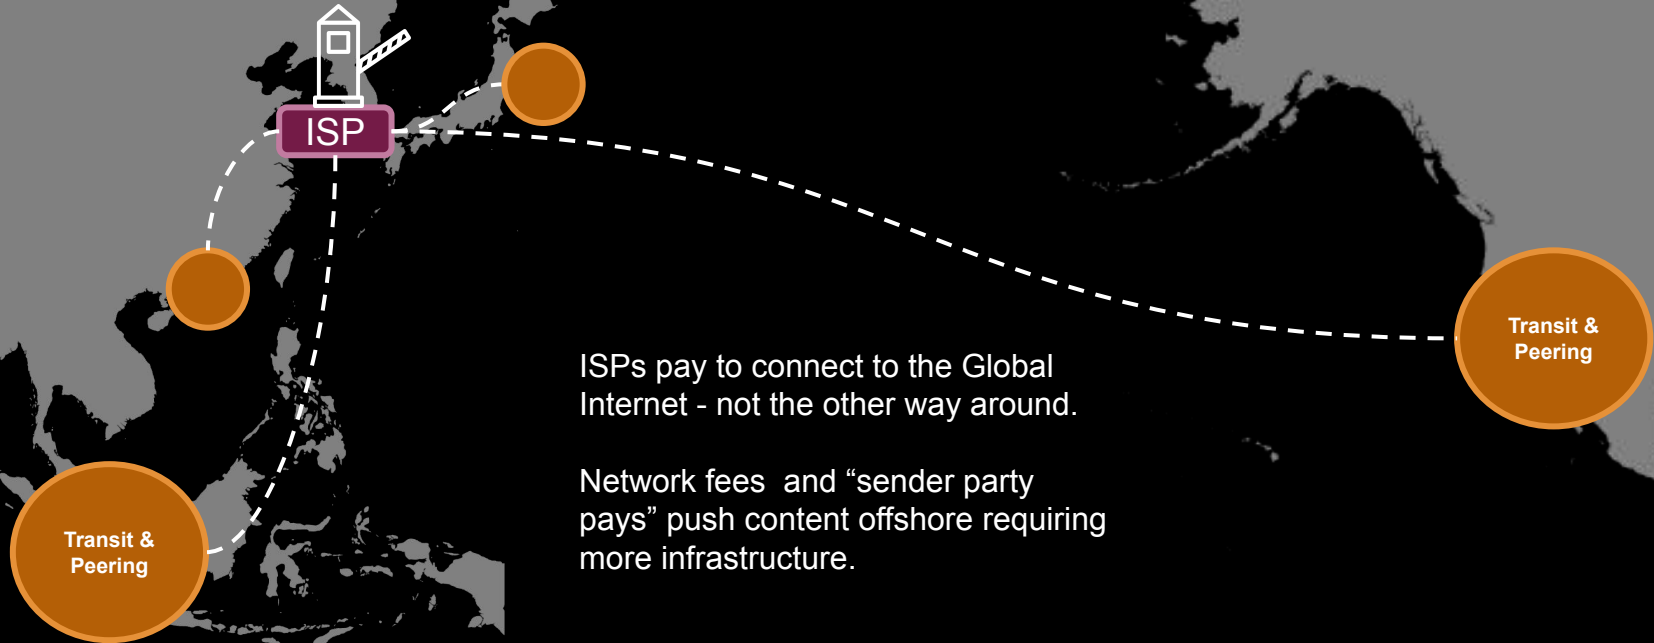 ISP
ISPs pay to connect to the Global
Internet - not the other way around.
Network fees  and “sender party
pays” push content offshore requiring
more infrastructure.
Transit &
Peering
Transit &
Peering